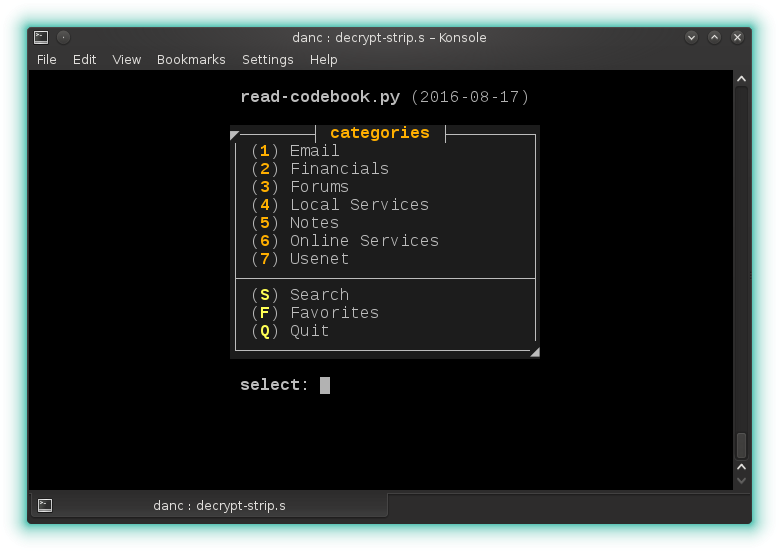 danc : decrypt-strip.s – Konsole
File Edit View Bookmarks Settings Help
read-codebook.py (2016-08-17)
categories
(1) Email
(2) Financials
(3) Forums
(4) Local Services
(5) Notes
(6) Online Services
(7) Usenet
(S) Search
(F) Favorites
(Q) Quit
select:
danc : decrypt-strip.s